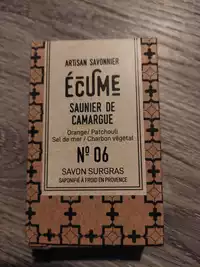 ARTISAN SAVONNIER
ÉCUME
SAUNIER DE
CAMARGUE
Orange/ Patchouli
Sel de mer / Charbon végétal
Nº 06
SAVON SURGRAS
SAPONIFIÉ À FROID EN PROVENCE